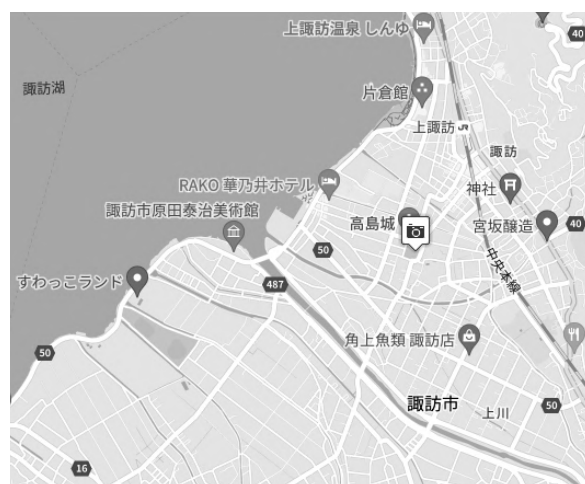 上諏訪温泉 しんゆ
40
諏訪湖
片倉館
上諏訪
諏訪
RAKO 華乃井ホテル
神社
諏訪市原田泰治美術館
高島城
宮坂醸造
40
50
すわっこランド
487
中央本線
角上魚類 諏訪店
50
諏訪市
上川
50
16